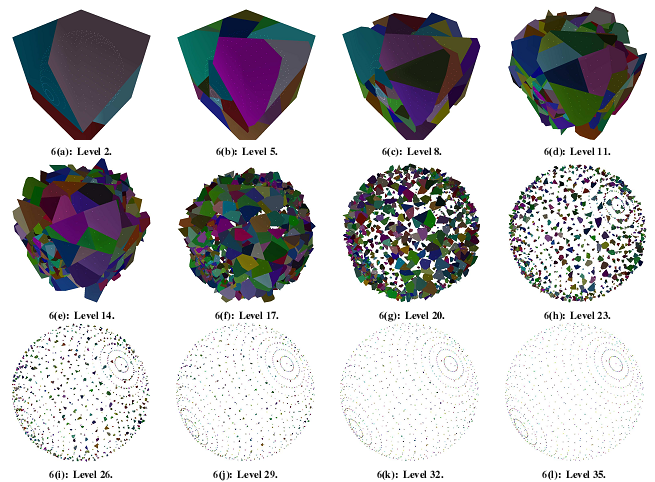 6(a): Level 2.
6(b): Level 5.
6(c): Level 8.
6(d): Level 11.
6(e): Level 14.
6(f): Level 17.
6(g): Level 20.
6(h): Level 23.
6(i): Level 26.
6(j): Level 29.
6(k): Level 32.
6(l): Level 35.